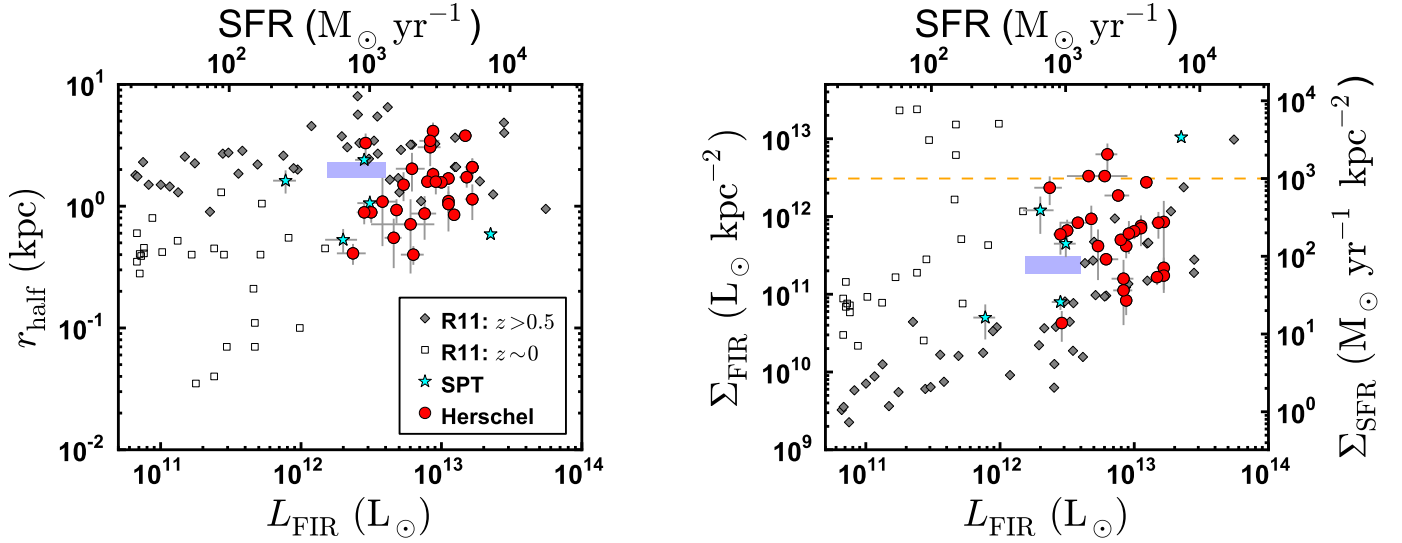 SFR (M⊙ yr⁻¹)
10² 10³ 10⁴
10¹
10⁰
10⁻¹
10⁻²
r_half (kpc)
R11: z>0.5
R11: z∼0
SPT
Herschel
10¹¹ 10¹² 10¹³ 10¹⁴
L_FIR (L⊙)
SFR (M⊙ yr⁻¹)
10² 10³ 10⁴
10¹³
10¹²
10¹¹
10¹⁰
10⁹
Σ_FIR (L⊙ kpc⁻²)
10⁴
10³
10²
10¹
10⁰
Σ_SFR (M⊙ yr⁻¹ kpc⁻²)
10¹¹ 10¹² 10¹³ 10¹⁴
L_FIR (L⊙)